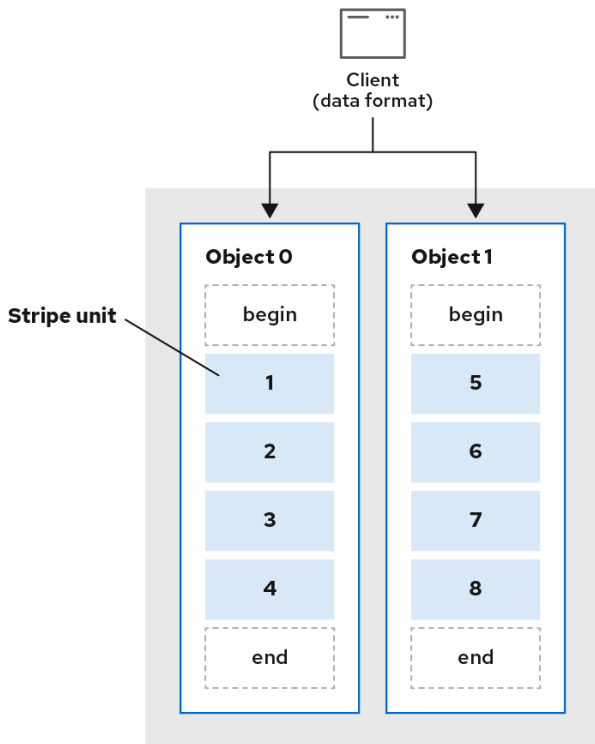 Client
(data format)
Object 0
begin
1
2
3
4
end
Object 1
begin
5
6
7
8
end
Stripe unit